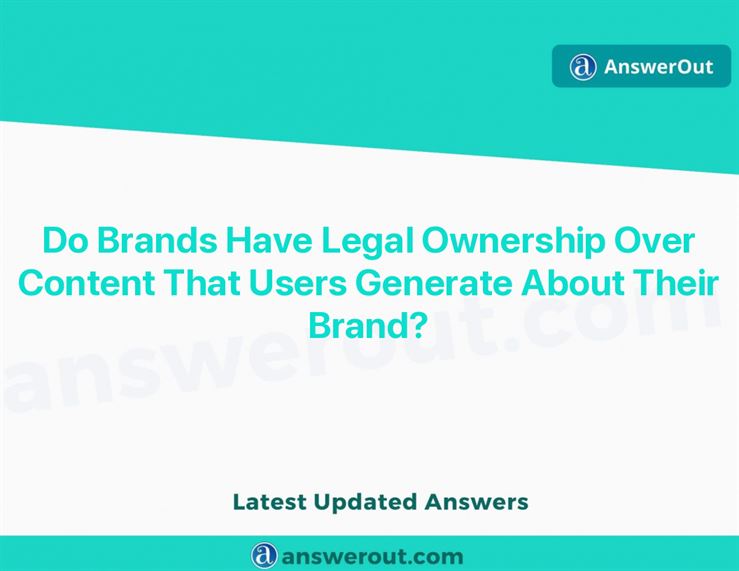 a AnswerOut
Do Brands Have Legal Ownership Over
Content That Users Generate About Their
Brand?
answerout.com
Latest Updated Answers
a answerout.com